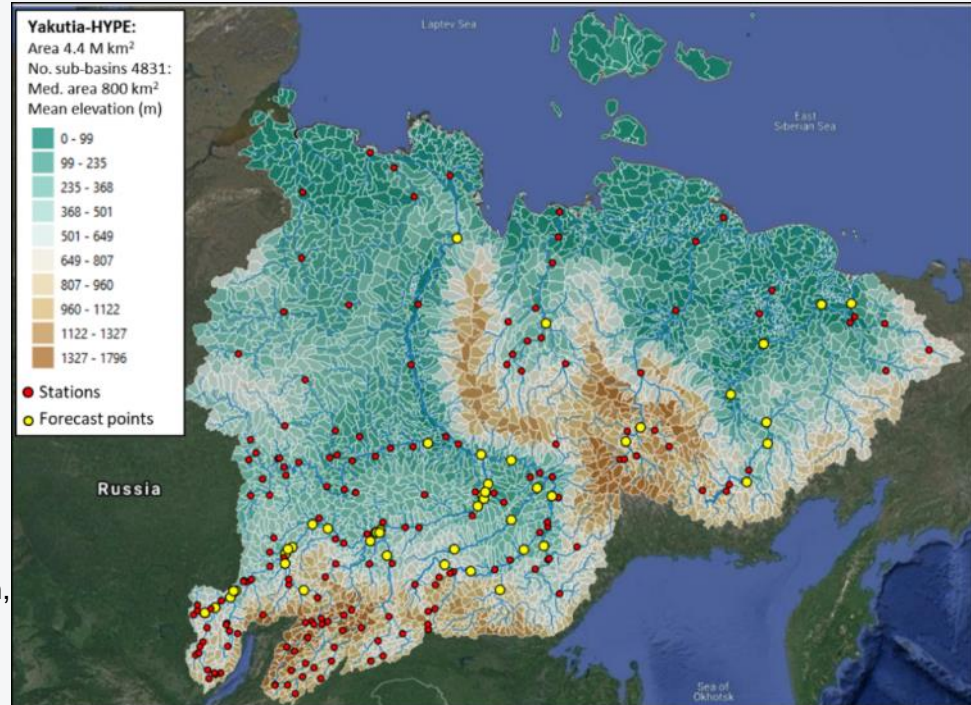 Yakutia-HYPE:
Area 4.4 M km²
No. sub-basins 4831:
Med. area 800 km²
Mean elevation (m)
0 - 99
99 - 235
235 - 368
368 - 501
501 - 649
649 - 807
807 - 960
960 - 1122
1122 - 1327
1327 - 1796
Stations
Forecast points
Laptev Sea
East
Siberian Sea
Russia
Sea of
Okhotsk